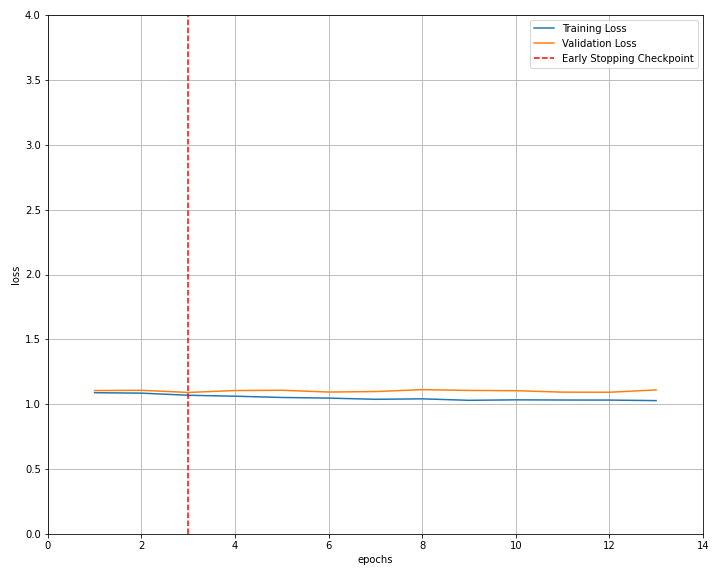 4.0
3.5
3.0
2.5
2.0
1.5
1.0
0.5
0.0
loss
Training Loss
Validation Loss
Early Stopping Checkpoint
0 2 4 6 8 10 12 14
epochs